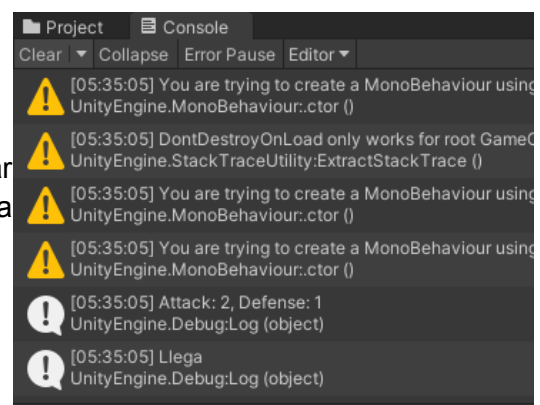 Project Console
Clear Collapse Error Pause Editor
[05:35:05] You are trying to create a MonoBehaviour using
UnityEngine.MonoBehaviour:.ctor ()
[05:35:05] DontDestroyOnLoad only works for root GameO
UnityEngine.StackTraceUtility:ExtractStackTrace ()
ar
[05:35:05] You are trying to create a MonoBehaviour using
a
UnityEngine.MonoBehaviour:.ctor ()
[05:35:05] You are trying to create a MonoBehaviour using
UnityEngine.MonoBehaviour:.ctor ()
[05:35:05] Attack: 2, Defense: 1
UnityEngine.Debug:Log (object)
[05:35:05] Llega
UnityEngine.Debug:Log (object)